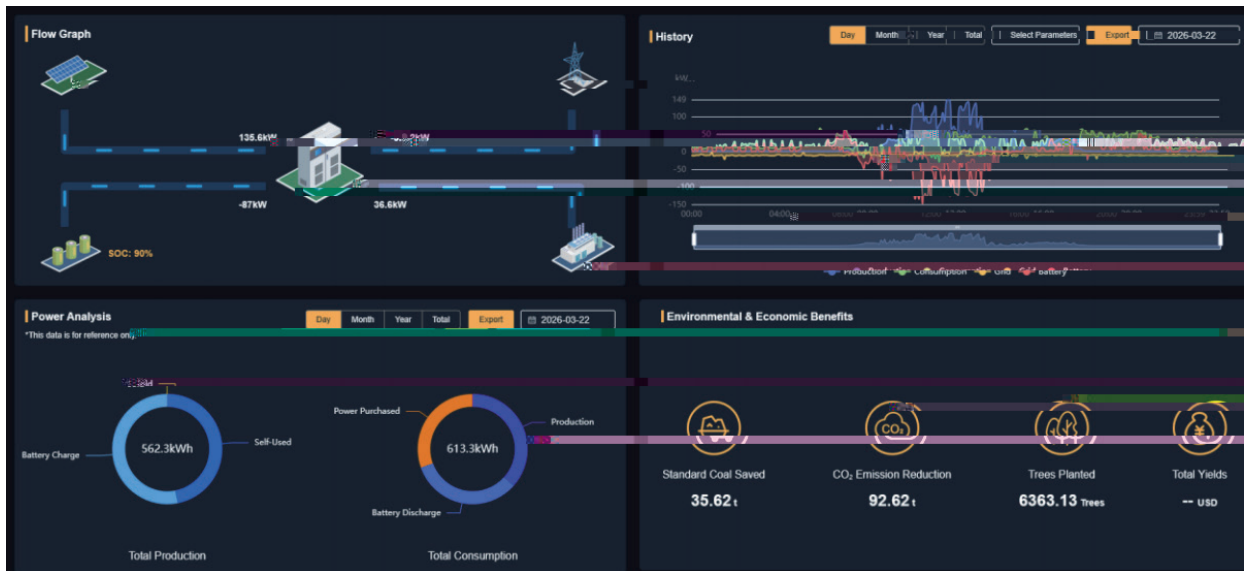 Flow Graph
135.6kW
-87kW
36.6kW
SOC: 90%
History
Day Month Year Total Select Parameters Export 2026-03-22
kW
149
100
50
0
-50
-100
-150
00:00 04:00
Production Consumption Grid Battery
Power Analysis
Day Month Year Total Export 2026-03-22
*This data is for reference only
Battery Charge
562.3kWh
Self-Used
Total Production
Power Purchased
Production
613.3kWh
Battery Discharge
Total Consumption
Environmental & Economic Benefits
CO₂
¥
Standard Coal Saved
35.62 t
CO₂ Emission Reduction
92.62 t
Trees Planted
6363.13 Trees
Total Yields
-- USD